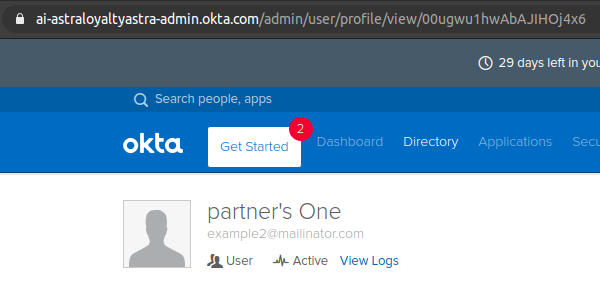 ai-astraloyaltyastra-admin.okta.com/admin/user/profile/view/00ugwu1hwAbAJIHOj4x6
29 days left in you
Search people, apps
okta Get Started 2 Dashboard Directory Applications Secu
partner's One
example2@mailinator.com
User Active View Logs